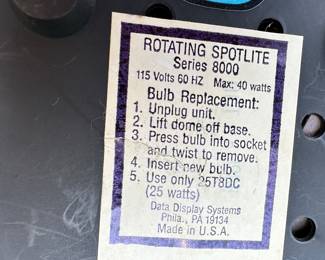 ROTATING SPOTLITE
Series 8000
115 Volts 60 HZ Max: 40 watts
Bulb Replacement:
1. Unplug unit.
2. Lift dome off base.
3. Press bulb into socket
and twist to remove.
4. Insert new bulb.
5. Use only 25T8DC
(25 watts)
Data Display Systems
Phila., PA 19134
Made in U.S.A.